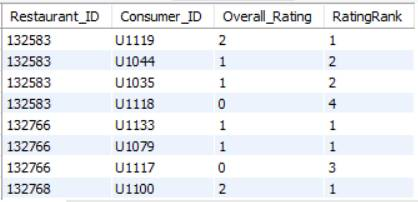 Restaurant_ID Consumer_ID Overall_Rating RatingRank
132583 U1119 2 1
132583 U1044 1 2
132583 U1035 1 2
132583 U1118 0 4
132766 U1133 1 1
132766 U1079 1 1
132766 U1117 0 3
132768 U1100 2 1